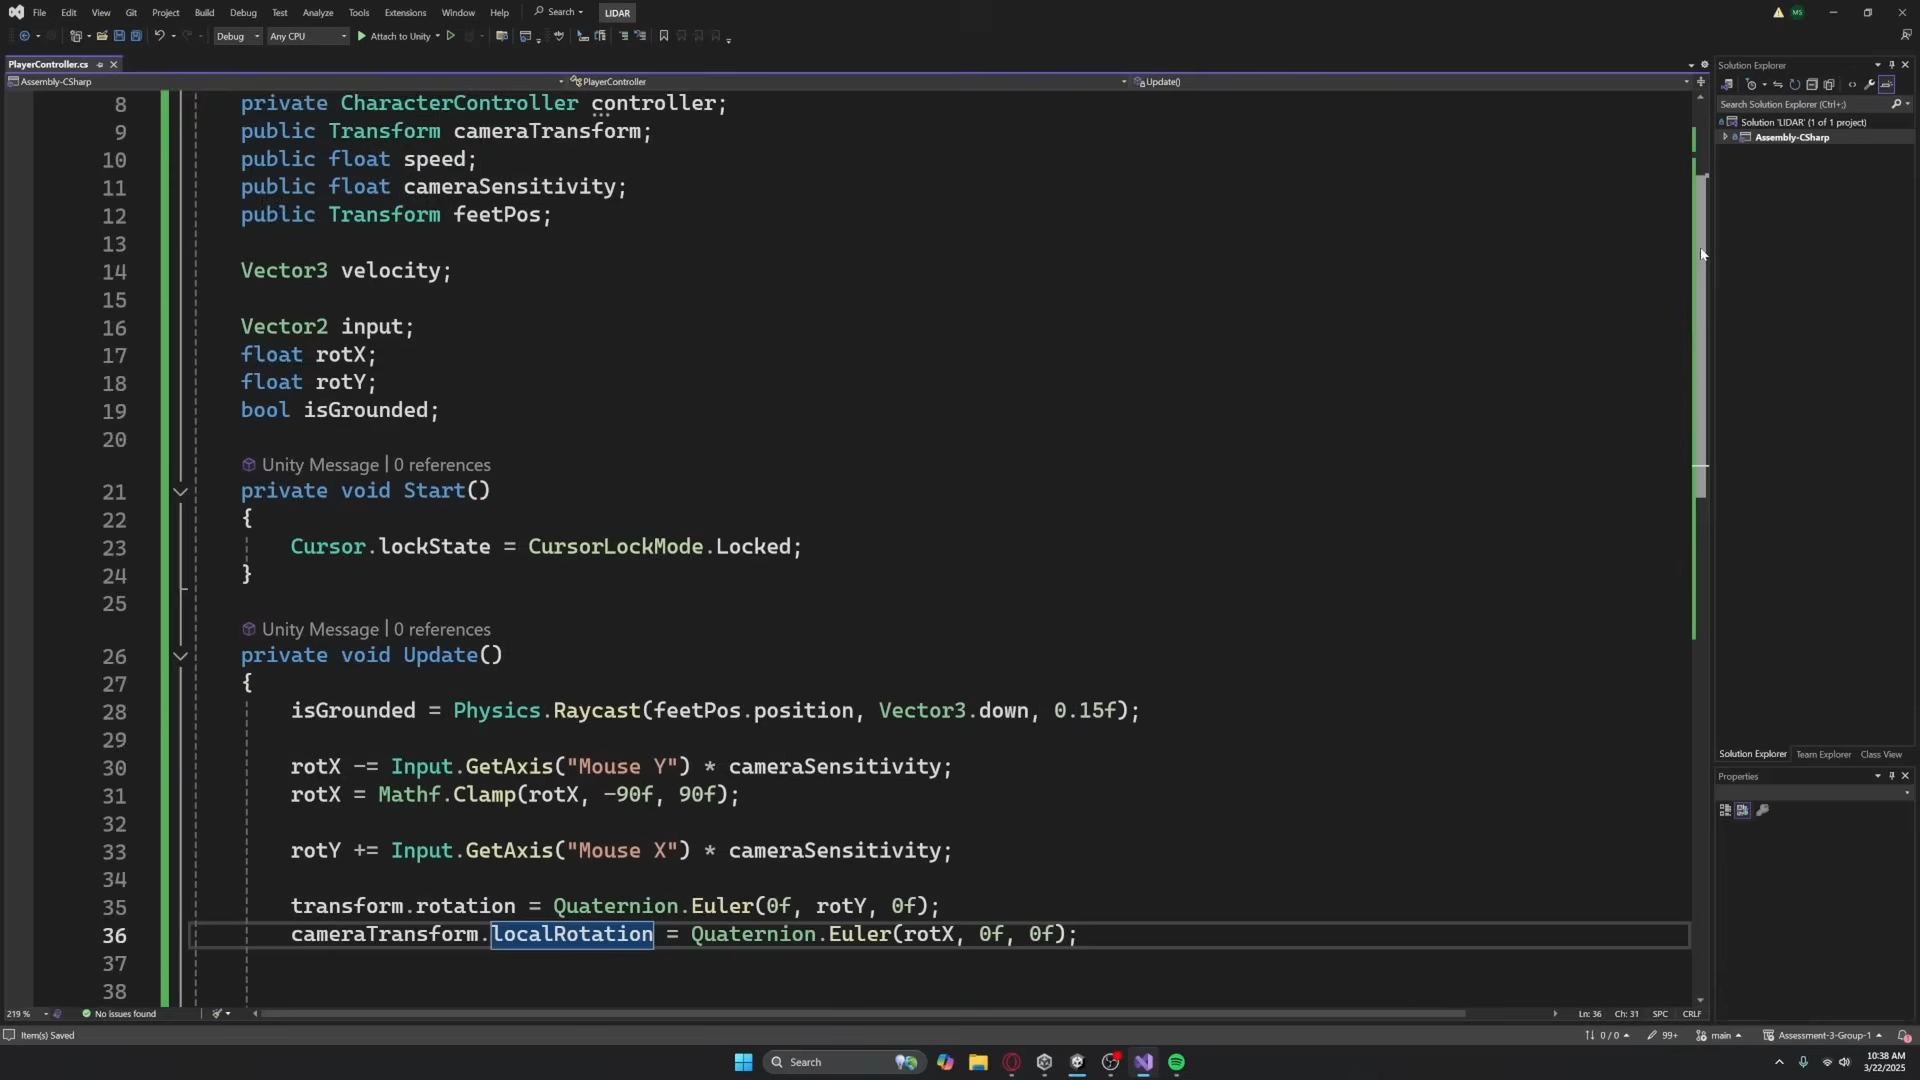 File Edit View Git Project Build Debug Test Analyze Tools Extensions Window Help Search LIDAR MS
Debug Any CPU Attach to Unity
PlayerController.cs
Assembly-CSharp PlayerController Update()
8 private CharacterController controller;
9 public Transform cameraTransform;
10 public float speed;
11 public float cameraSensitivity;
12 public Transform feetPos;
13
14 Vector3 velocity;
15
16 Vector2 input;
17 float rotX;
18 float rotY;
19 bool isGrounded;
20
Unity Message | 0 references
21 private void Start()
22 {
23 Cursor.lockState = CursorLockMode.Locked;
24 }
25
Unity Message | 0 references
26 private void Update()
27 {
28 isGrounded = Physics.Raycast(feetPos.position, Vector3.down, 0.15f);
29
30 rotX -= Input.GetAxis("Mouse Y") * cameraSensitivity;
31 rotX = Mathf.Clamp(rotX, -90f, 90f);
32
33 rotY += Input.GetAxis("Mouse X") * cameraSensitivity;
34
35 transform.rotation = Quaternion.Euler(0f, rotY, 0f);
36 cameraTransform.localRotation = Quaternion.Euler(rotX, 0f, 0f);
37
38
219 % No issues found Ln: 36 Ch: 31 SPC CRLF
Solution Explorer
Search Solution Explorer (Ctrl+;)
Solution 'LIDAR' (1 of 1 project)
Assembly-CSharp
Solution Explorer Team Explorer Class View
Properties
Item(s) Saved 0 / 0 99+ main Assessment-3-Group-1
Search
10:38 AM
3/22/2025